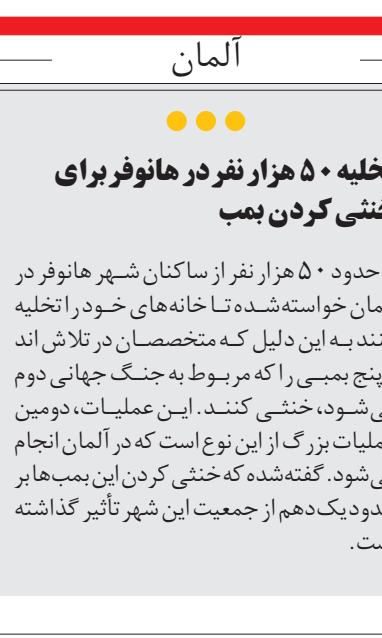 آلمان
تخلیه ۵۰ هزار نفر در هانوفر برای
خنثی کردن بمب
حدود ۵۰ هزار نفر از ساکنان شهر هانوفر در
آلمان خواسته‌شده تا خانه‌های خود را تخلیه
کنند به این دلیل که متخصصان در تلاش اند
پنج بمبی را که مربوط به جنگ جهانی دوم
می‌شود، خنثی کنند. این عملیات، دومین
عملیات بزرگ از این نوع است که در آلمان انجام
می‌شود. گفته‌شده که خنثی کردن این بمب‌ها بر
حدود یک‌دهم از جمعیت این شهر تأثیر گذاشته
است.